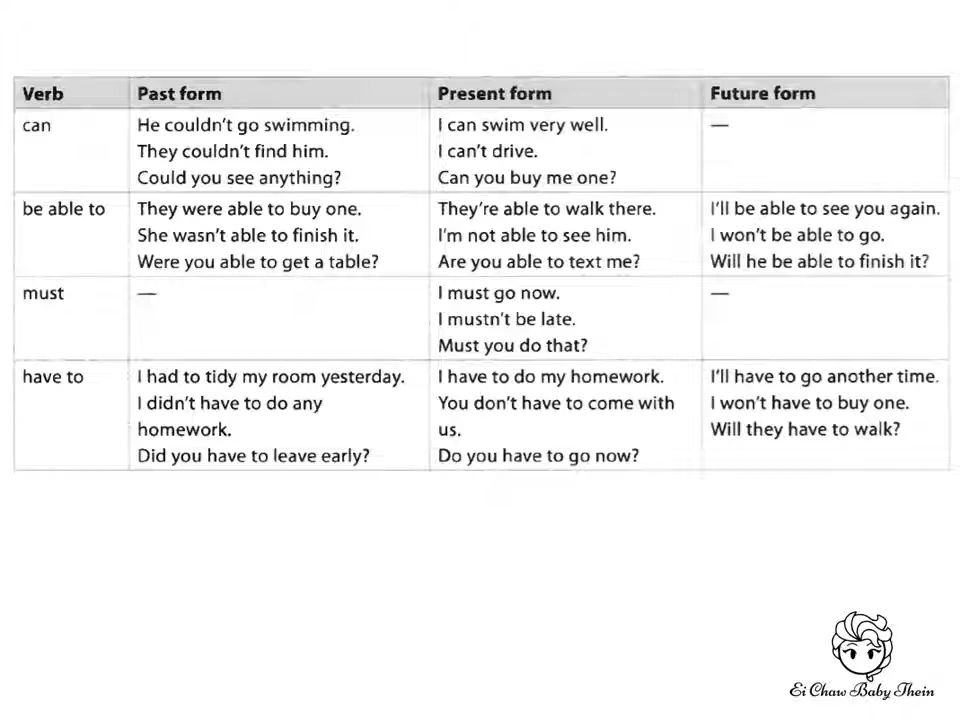 Verb Past form Present form Future form
can He couldn't go swimming. I can swim very well. —
They couldn't find him. I can't drive.
Could you see anything? Can you buy me one?
be able to They were able to buy one. They're able to walk there. I'll be able to see you again.
She wasn't able to finish it. I'm not able to see him. I won't be able to go.
Were you able to get a table? Are you able to text me? Will he be able to finish it?
must — I must go now. —
I mustn't be late.
Must you do that?
have to I had to tidy my room yesterday. I have to do my homework. I'll have to go another time.
I didn't have to do any You don't have to come with I won't have to buy one.
homework. us. Will they have to walk?
Did you have to leave early? Do you have to go now?
Ei Chaw Baby Thein